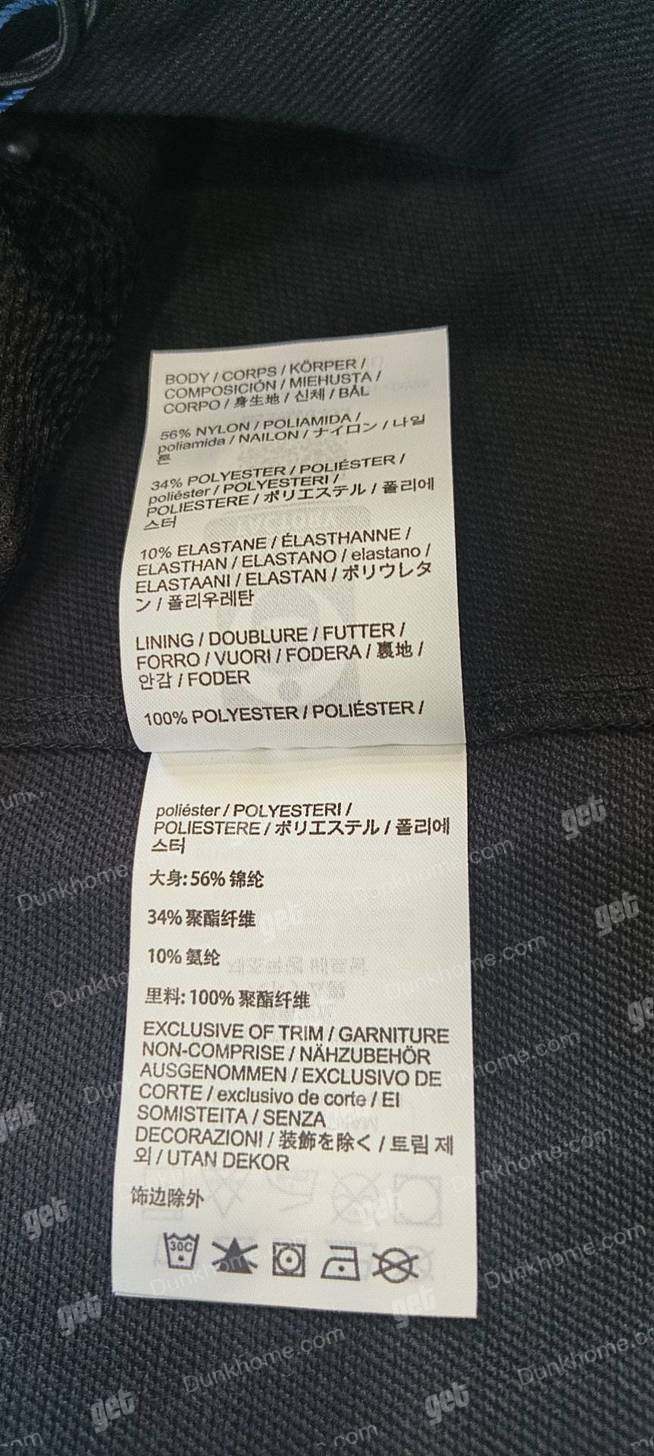 BODY / CORPS / KÖRPER /
COMPOSICIÓN / MIEHUSTA /
CORPO / 身生地 / 신체 / BÅL
56% NYLON / POLIAMIDA /
poliamida / NAILON / ナイロン / 나일
론
34% POLYESTER / POLIÉSTER /
poliéster / POLYESTERI /
POLIESTERE / ポリエステル / 폴리에
스터
10% ELASTANE / ÉLASTHANNE /
ELASTHAN / ELASTANO / elastano /
ELASTAANI / ELASTAN / ポリウレタ
ン / 폴리우레탄
LINING / DOUBLURE / FUTTER /
FORRO / VUORI / FODERA / 裏地 /
안감 / FODER
100% POLYESTER / POLIÉSTER /
poliéster / POLYESTERI /
POLIESTERE / ポリエステル / 폴리에
스터
大身: 56% 锦纶
34% 聚酯纤维
10% 氨纶
里料: 100% 聚酯纤维
EXCLUSIVE OF TRIM / GARNITURE
NON-COMPRISE / NÄHZUBEHÖR
AUSGENOMMEN / EXCLUSIVO DE
CORTE / exclusivo de corte / EI
SOMISTEITA / SENZA
DECORAZIONI / 装飾を除く / 트림 제
외 / UTAN DEKOR
饰边除外
30C
get
Dunkhome.com